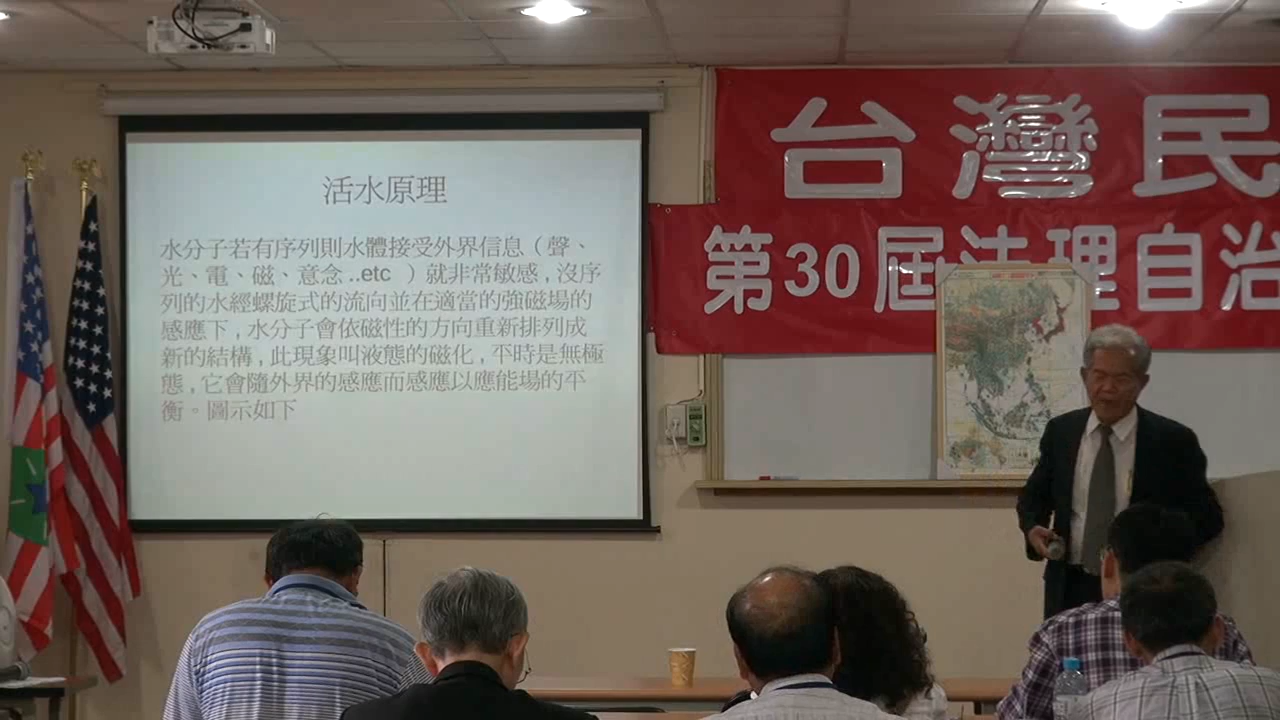 活水原理
水分子若有序列則水體接受外界信息（聲、
光、電、磁、意念..etc ）就非常敏感,沒序
列的水經螺旋式的流向並在適當的強磁場的
感應下,水分子會依磁性的方向重新排列成
新的結構,此現象叫液態的磁化,平時是無極
態,它會隨外界的感應而感應以應能場的平
衡。圖示如下
台灣民
第30屆法理自治